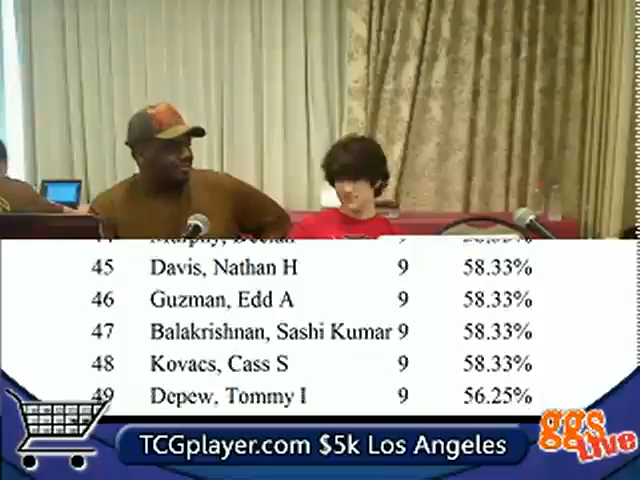 45 Davis, Nathan H 9 58.33%
46 Guzman, Edd A 9 58.33%
47 Balakrishnan, Sashi Kumar 9 58.33%
48 Kovacs, Cass S 9 58.33%
49 Depew, Tommy I 9 56.25%
TCGplayer.com $5k Los Angeles
ggs
Live